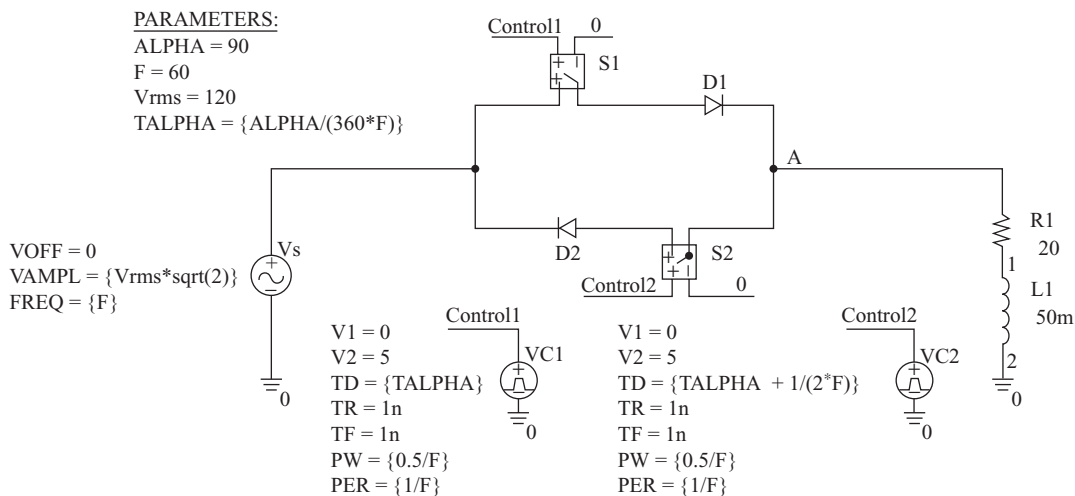 PARAMETERS:
ALPHA = 90
F = 60
Vrms = 120
TALPHA = {ALPHA/(360*F)}
Control1 0
S1
D1
A
D2
S2
Control2 0
VOFF = 0
VAMPL = {Vrms*sqrt(2)}
FREQ = {F}
Vs
+
−
0
R1
20
1
L1
50m
2
0
Control1
V1 = 0
V2 = 5
TD = {TALPHA}
TR = 1n
TF = 1n
PW = {0.5/F}
PER = {1/F}
VC1
+
−
0
Control2
V1 = 0
V2 = 5
TD = {TALPHA + 1/(2*F)}
TR = 1n
TF = 1n
PW = {0.5/F}
PER = {1/F}
VC2
+
−
0